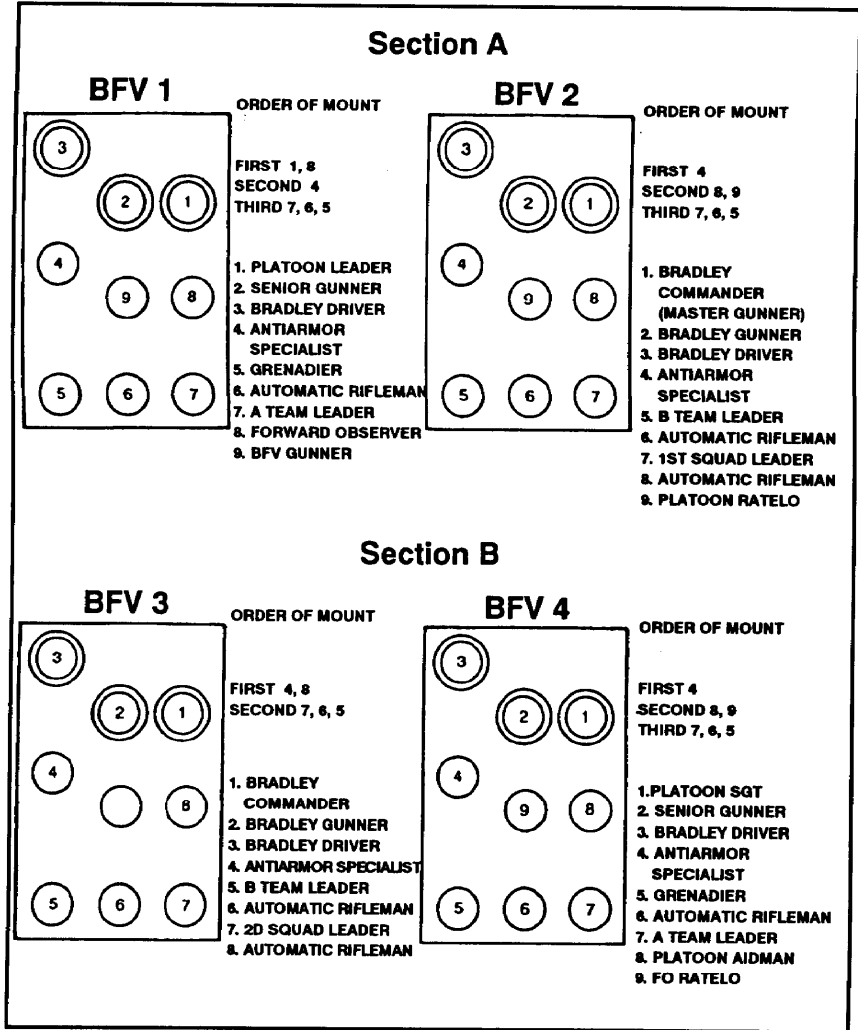 Section A
BFV 1
ORDER OF MOUNT
3
FIRST 1, 8
SECOND 4
THIRD 7, 6, 5
2
1
4
9
8
5
6
7
1. PLATOON LEADER
2. SENIOR GUNNER
3. BRADLEY DRIVER
4. ANTIARMOR
SPECIALIST
5. GRENADIER
6. AUTOMATIC RIFLEMAN
7. A TEAM LEADER
8. FORWARD OBSERVER
9. BFV GUNNER
BFV 2
ORDER OF MOUNT
3
FIRST 4
SECOND 8, 9
THIRD 7, 6, 5
2
1
4
9
8
5
6
7
1. BRADLEY
COMMANDER
(MASTER GUNNER)
2. BRADLEY GUNNER
3. BRADLEY DRIVER
4. ANTIARMOR
SPECIALIST
5. B TEAM LEADER
6. AUTOMATIC RIFLEMAN
7. 1ST SQUAD LEADER
8. AUTOMATIC RIFLEMAN
9. PLATOON RATELO
Section B
BFV 3
ORDER OF MOUNT
3
FIRST 4, 8
SECOND 7, 6, 5
2
1
4
8
5
6
7
1. BRADLEY
COMMANDER
2. BRADLEY GUNNER
3. BRADLEY DRIVER
4. ANTIARMOR SPECIALIST
5. B TEAM LEADER
6. AUTOMATIC RIFLEMAN
7. 2D SQUAD LEADER
8. AUTOMATIC RIFLEMAN
BFV 4
ORDER OF MOUNT
3
FIRST 4
SECOND 8, 9
THIRD 7, 6, 5
2
1
4
9
8
5
6
7
1.PLATOON SGT
2. SENIOR GUNNER
3. BRADLEY DRIVER
4. ANTIARMOR
SPECIALIST
5. GRENADIER
6. AUTOMATIC RIFLEMAN
7. A TEAM LEADER
8. PLATOON AIDMAN
9. FO RATELO